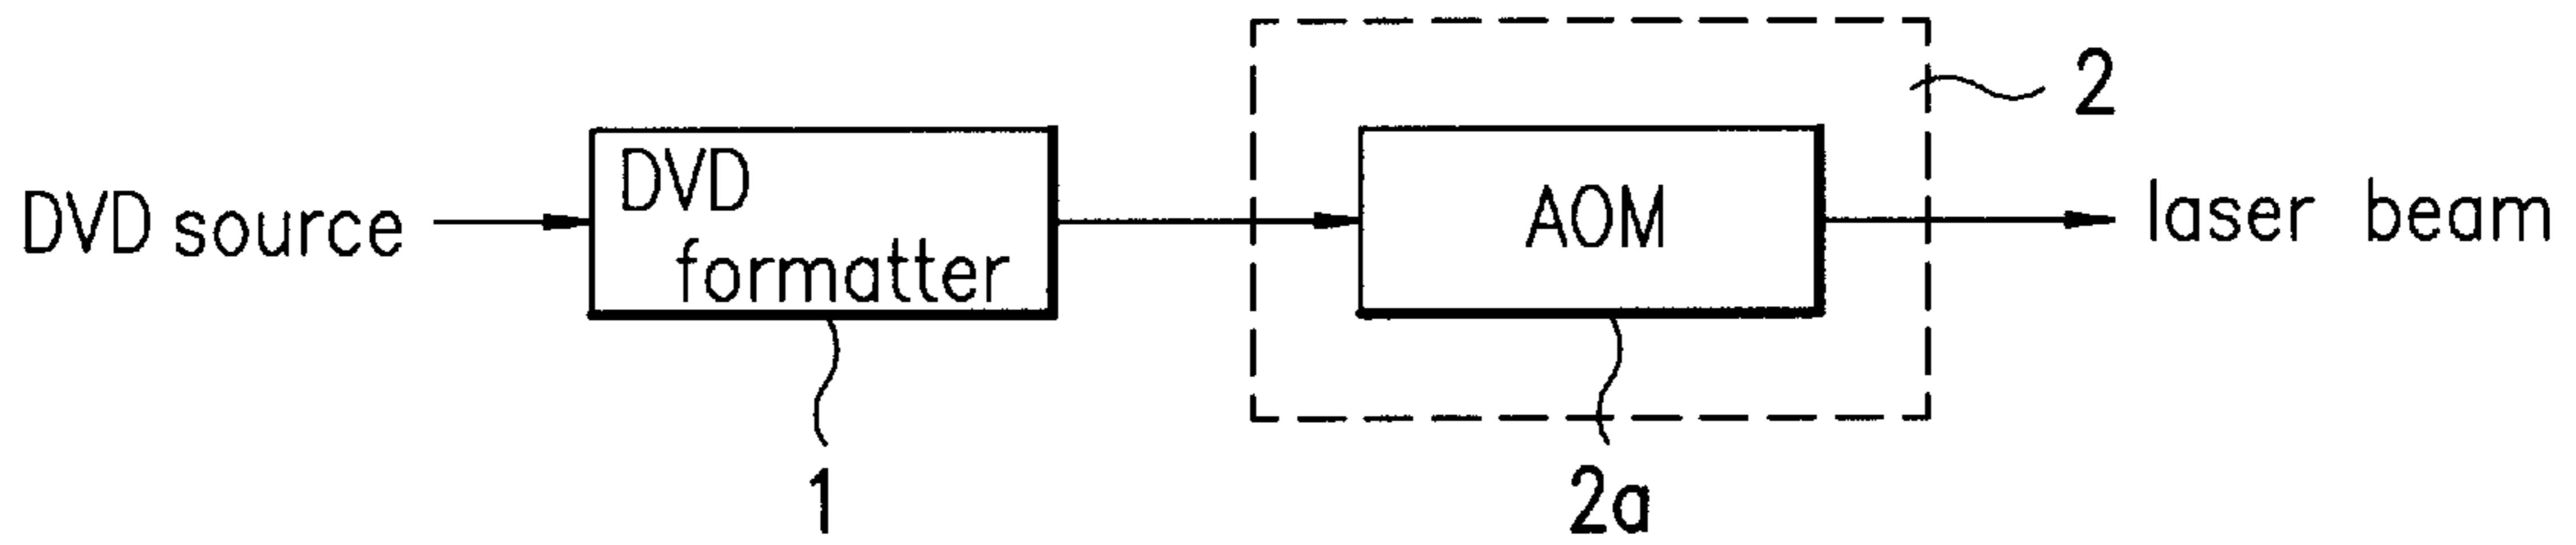 2
DVD source
DVD
formatter
AOM
laser beam
1
2a